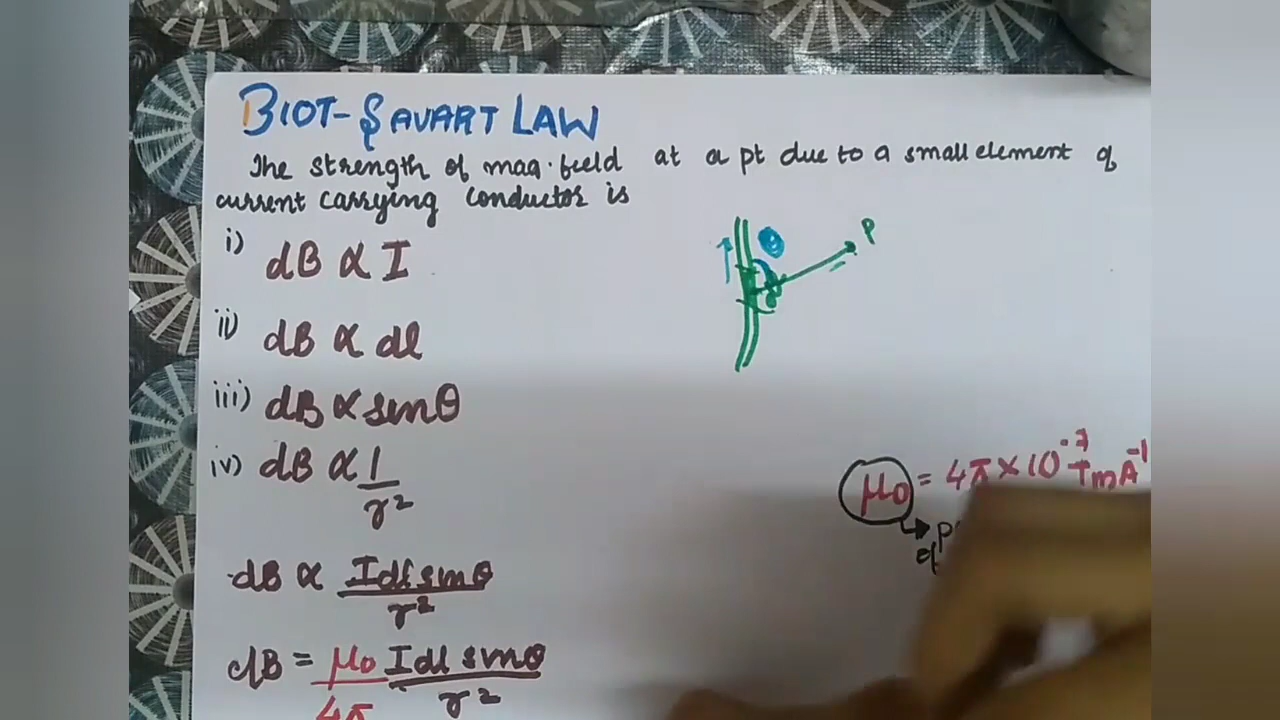 BIOT-SAVART LAW
The strength of mag. field at a pt due to a small element of
current carrying conductor is
i) dB ∝ I
ii) dB ∝ dl
iii) dB ∝ sinθ
iv) dB ∝ 1/r²
dB ∝ Idl sinθ/r²
dB = μ₀/4π Idl sinθ/r²
P
μ₀ = 4π × 10⁻⁷ TmA⁻¹
of